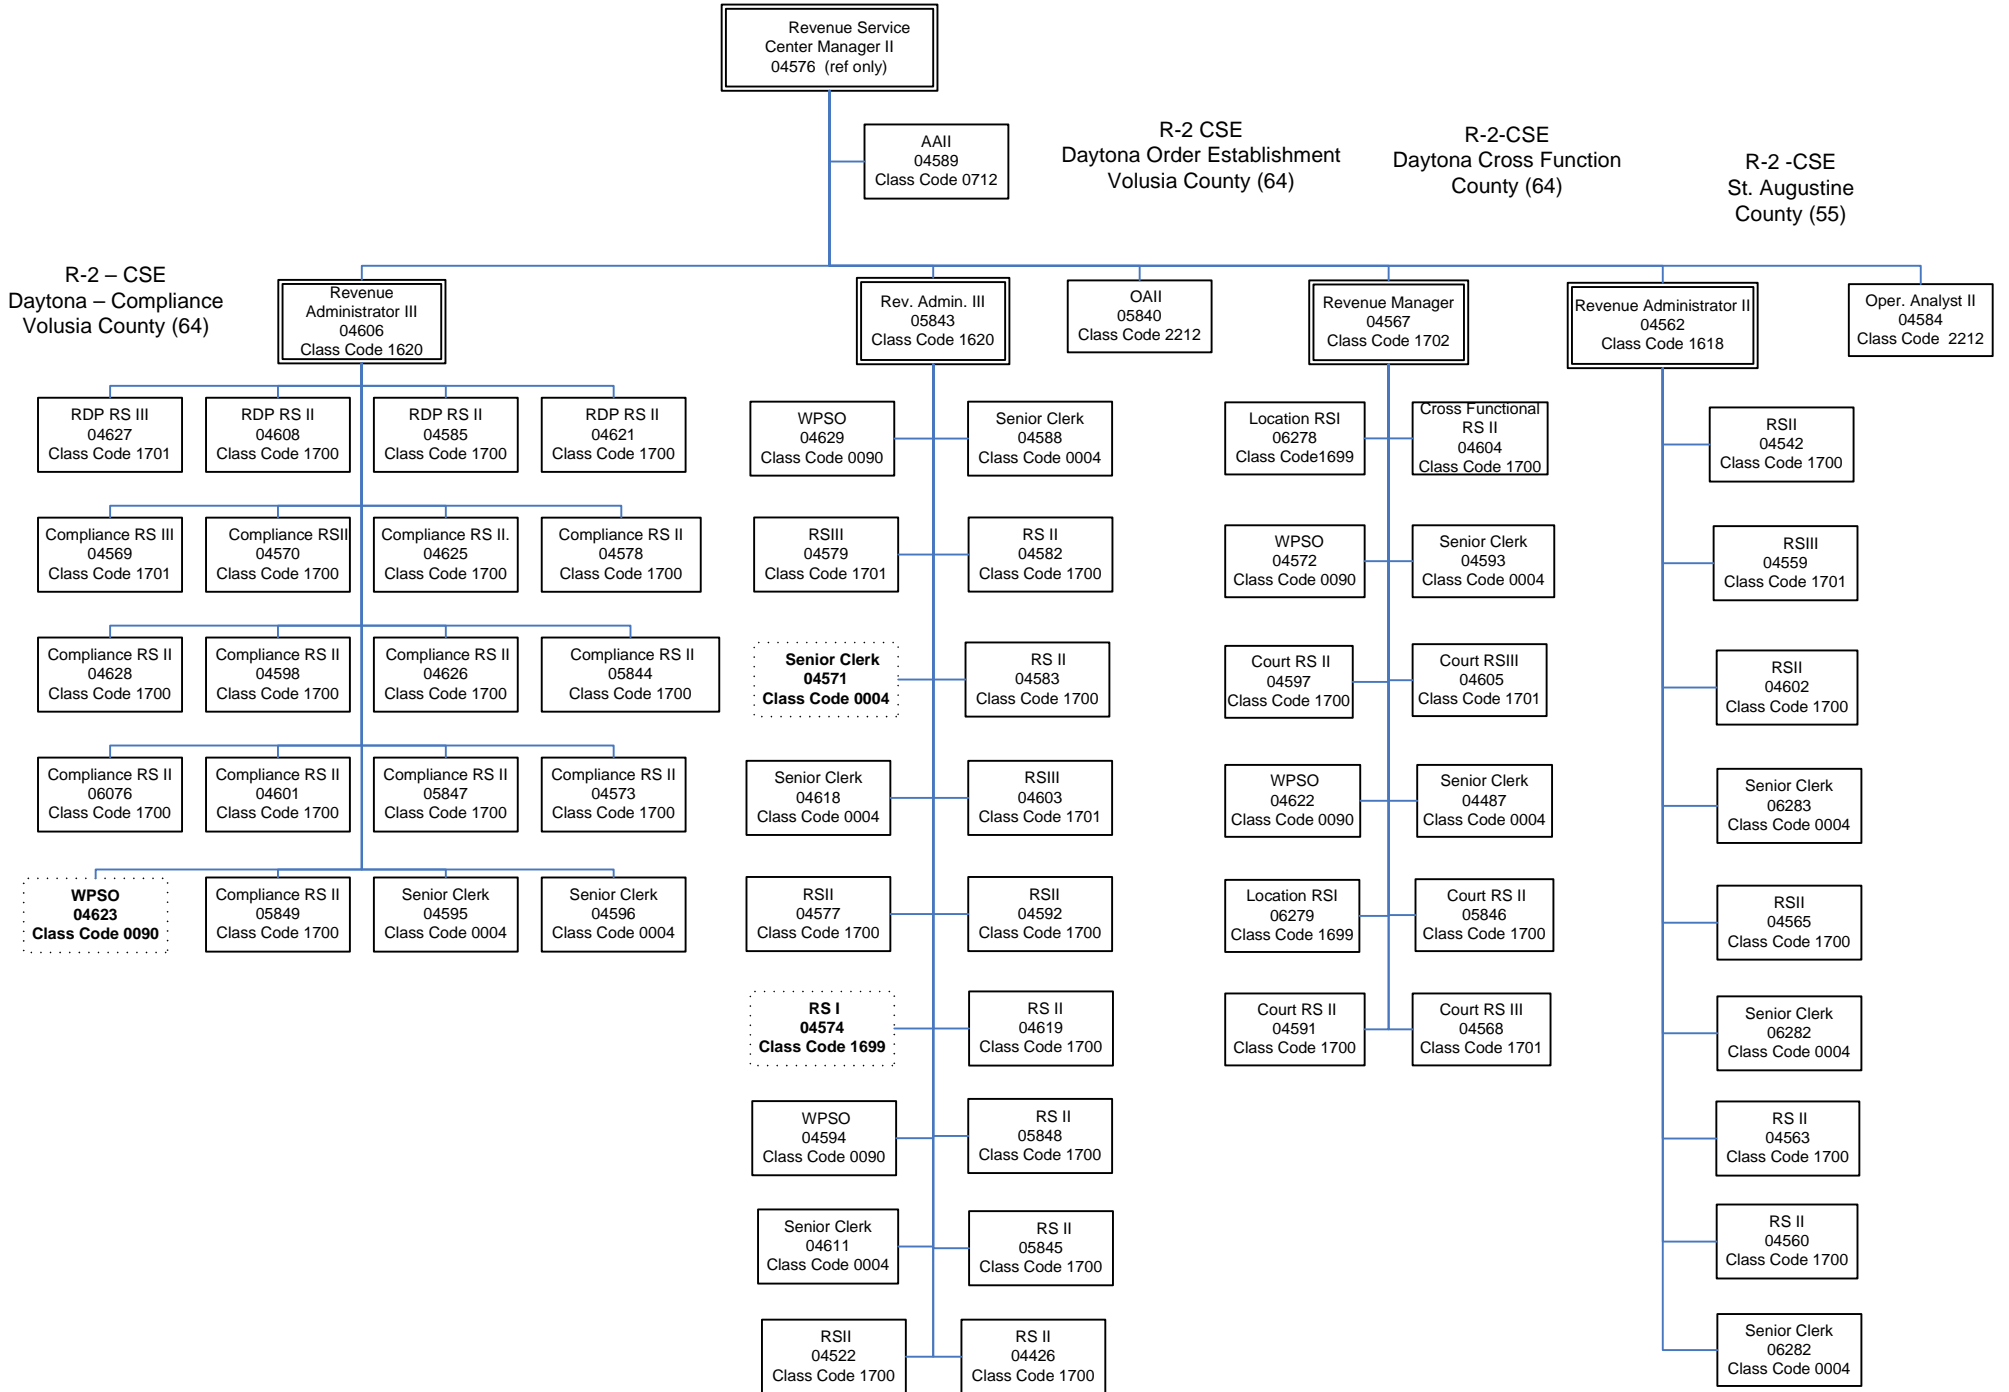 Revenue Service
Center Manager II
04576  (ref only)
AAII
04589
Class Code 0712
R-2 CSE
Daytona Order Establishment
Volusia County (64)
R-2-CSE
Daytona Cross Function
County (64)
R-2 -CSE
St. Augustine
County (55)
R-2 – CSE
Daytona – Compliance
Volusia County (64)
Revenue
Administrator III
04606
Class Code 1620
Rev. Admin. III
05843
Class Code 1620
OAII
05840
Class Code 2212
Revenue Manager
04567
Class Code 1702
Revenue Administrator II
04562
Class Code 1618
Oper. Analyst II
04584
Class Code  2212
RDP RS III
04627
Class Code 1701
RDP RS II
04608
Class Code 1700
RDP RS II
04585
Class Code 1700
RDP RS II
04621
Class Code 1700
Compliance RS III
04569
Class Code 1701
Compliance RSII
04570
Class Code 1700
Compliance RS II.
04625
Class Code 1700
Compliance RS II
04578
Class Code 1700
Compliance RS II
04628
Class Code 1700
Compliance RS II
04598
Class Code 1700
Compliance RS II
04626
Class Code 1700
Compliance RS II
05844
Class Code 1700
Compliance RS II
06076
Class Code 1700
Compliance RS II
04601
Class Code 1700
Compliance RS II
05847
Class Code 1700
Compliance RS II
04573
Class Code 1700
WPSO
04623
Class Code 0090
Compliance RS II
05849
Class Code 1700
Senior Clerk
04595
Class Code 0004
Senior Clerk
04596
Class Code 0004
WPSO
04629
Class Code 0090
Senior Clerk
04588
Class Code 0004
RSIII
04579
Class Code 1701
RS II
04582
Class Code 1700
Senior Clerk
04571
Class Code 0004
RS II
04583
Class Code 1700
Senior Clerk
04618
Class Code 0004
RSIII
04603
Class Code 1701
RSII
04577
Class Code 1700
RSII
04592
Class Code 1700
RS I
04574
Class Code 1699
RS II
04619
Class Code 1700
WPSO
04594
Class Code 0090
RS II
05848
Class Code 1700
Senior Clerk
04611
Class Code 0004
RS II
05845
Class Code 1700
RSII
04522
Class Code 1700
RS II
04426
Class Code 1700
Location RSI
06278
Class Code1699
Cross Functional
RS II
04604
Class Code 1700
WPSO
04572
Class Code 0090
Senior Clerk
04593
Class Code 0004
Court RS II
04597
Class Code 1700
Court RSIII
04605
Class Code 1701
WPSO
04622
Class Code 0090
Senior Clerk
04487
Class Code 0004
Location RSI
06279
Class Code 1699
Court RS II
05846
Class Code 1700
Court RS II
04591
Class Code 1700
Court RS III
04568
Class Code 1701
RSII
04542
Class Code 1700
RSIII
04559
Class Code 1701
RSII
04602
Class Code 1700
Senior Clerk
06283
Class Code 0004
RSII
04565
Class Code 1700
Senior Clerk
06282
Class Code 0004
RS II
04563
Class Code 1700
RS II
04560
Class Code 1700
Senior Clerk
06282
Class Code 0004